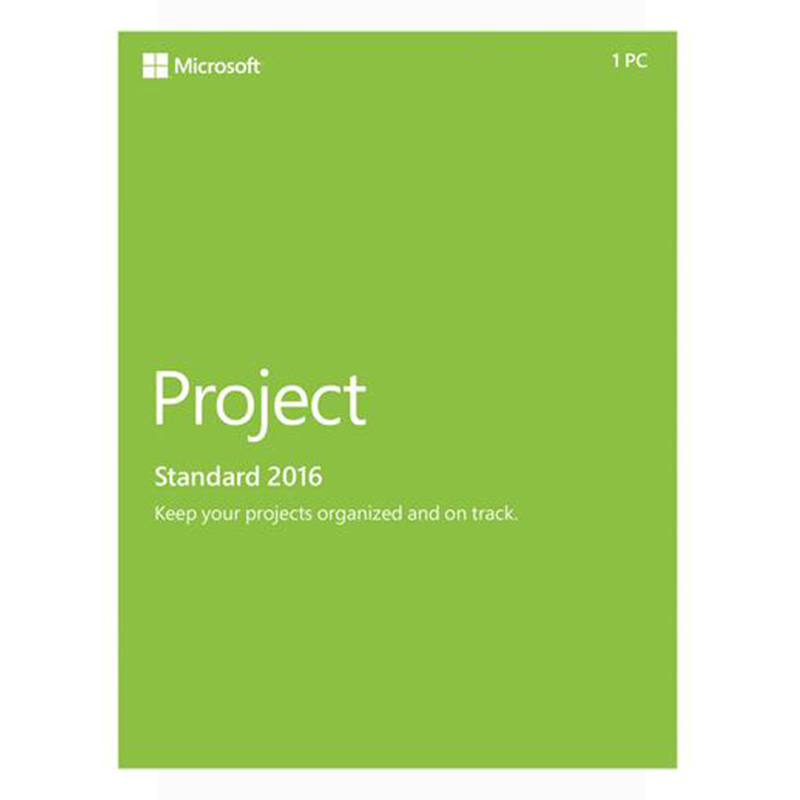 Microsoft
1 PC
Project
Standard 2016
Keep your projects organized and on track.